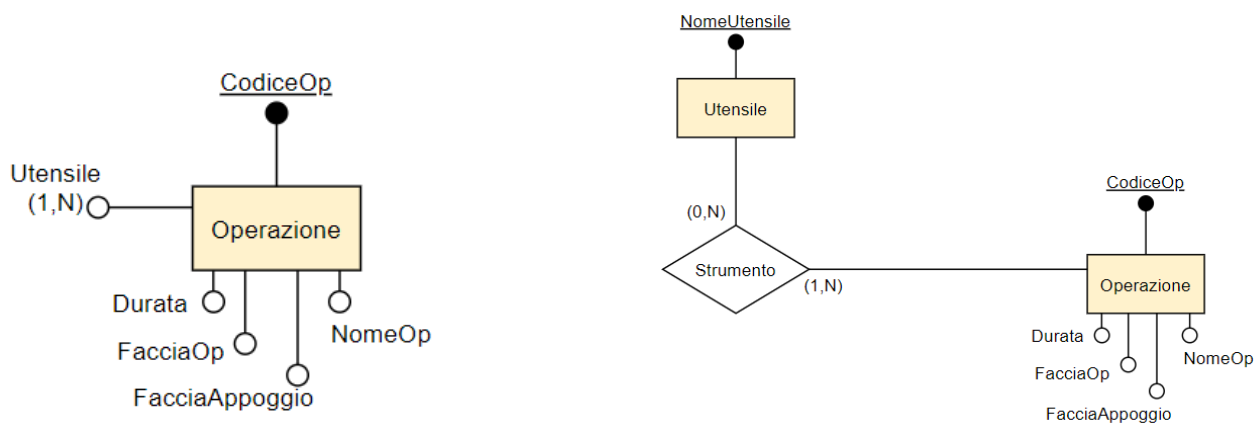 CodiceOp
Utensile
(1,N)
Operazione
Durata
NomeOp
FacciaOp
FacciaAppoggio
NomeUtensile
Utensile
(0,N)
Strumento
(1,N)
CodiceOp
Operazione
Durata
NomeOp
FacciaOp
FacciaAppoggio